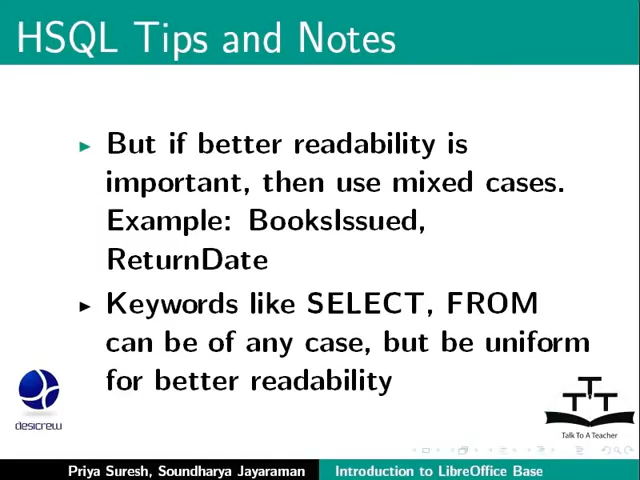 HSQL Tips and Notes
But if better readability is
important, then use mixed cases.
Example: BooksIssued,
ReturnDate
Keywords like SELECT, FROM
can be of any case, but be uniform
for better readability
desicrew
TTT
Talk To A Teacher
Priya Suresh, Soundharya Jayaraman
Introduction to LibreOffice Base